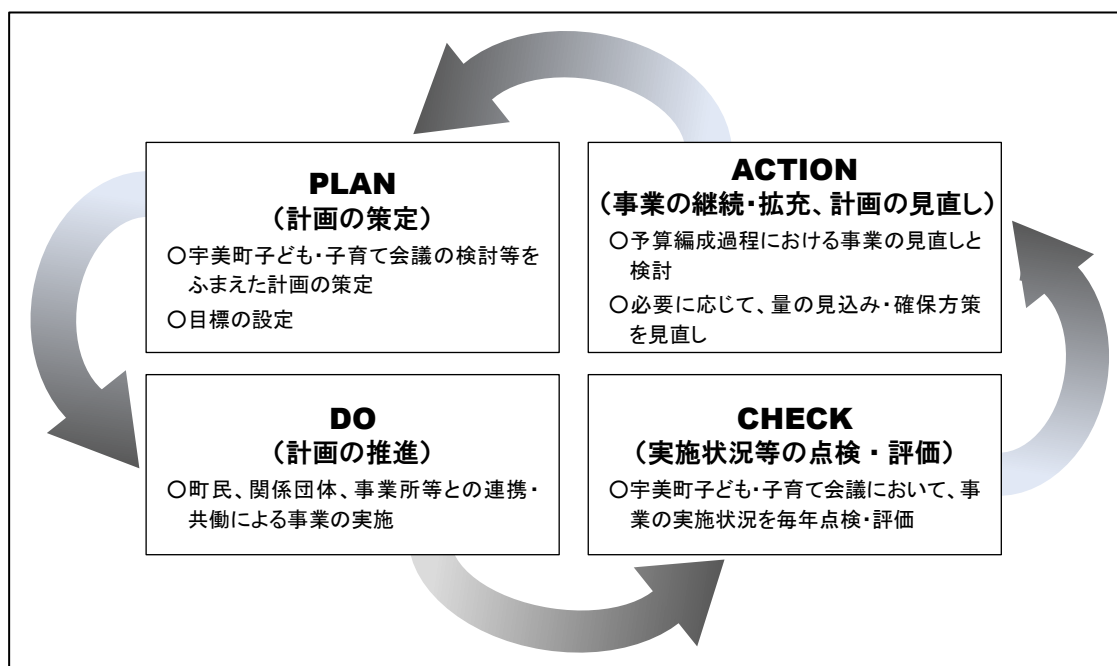 PLAN
（計画の策定）
○宇美町子ども・子育て会議の検討等を
ふまえた計画の策定
○目標の設定
ACTION
（事業の継続・拡充、計画の見直し）
○予算編成過程における事業の見直しと
検討
○必要に応じて、量の見込み・確保方策
を見直し
DO
（計画の推進）
○町民、関係団体、事業所等との連携・
共働による事業の実施
CHECK
（実施状況等の点検・評価）
○宇美町子ども・子育て会議において、事
業の実施状況を毎年点検・評価